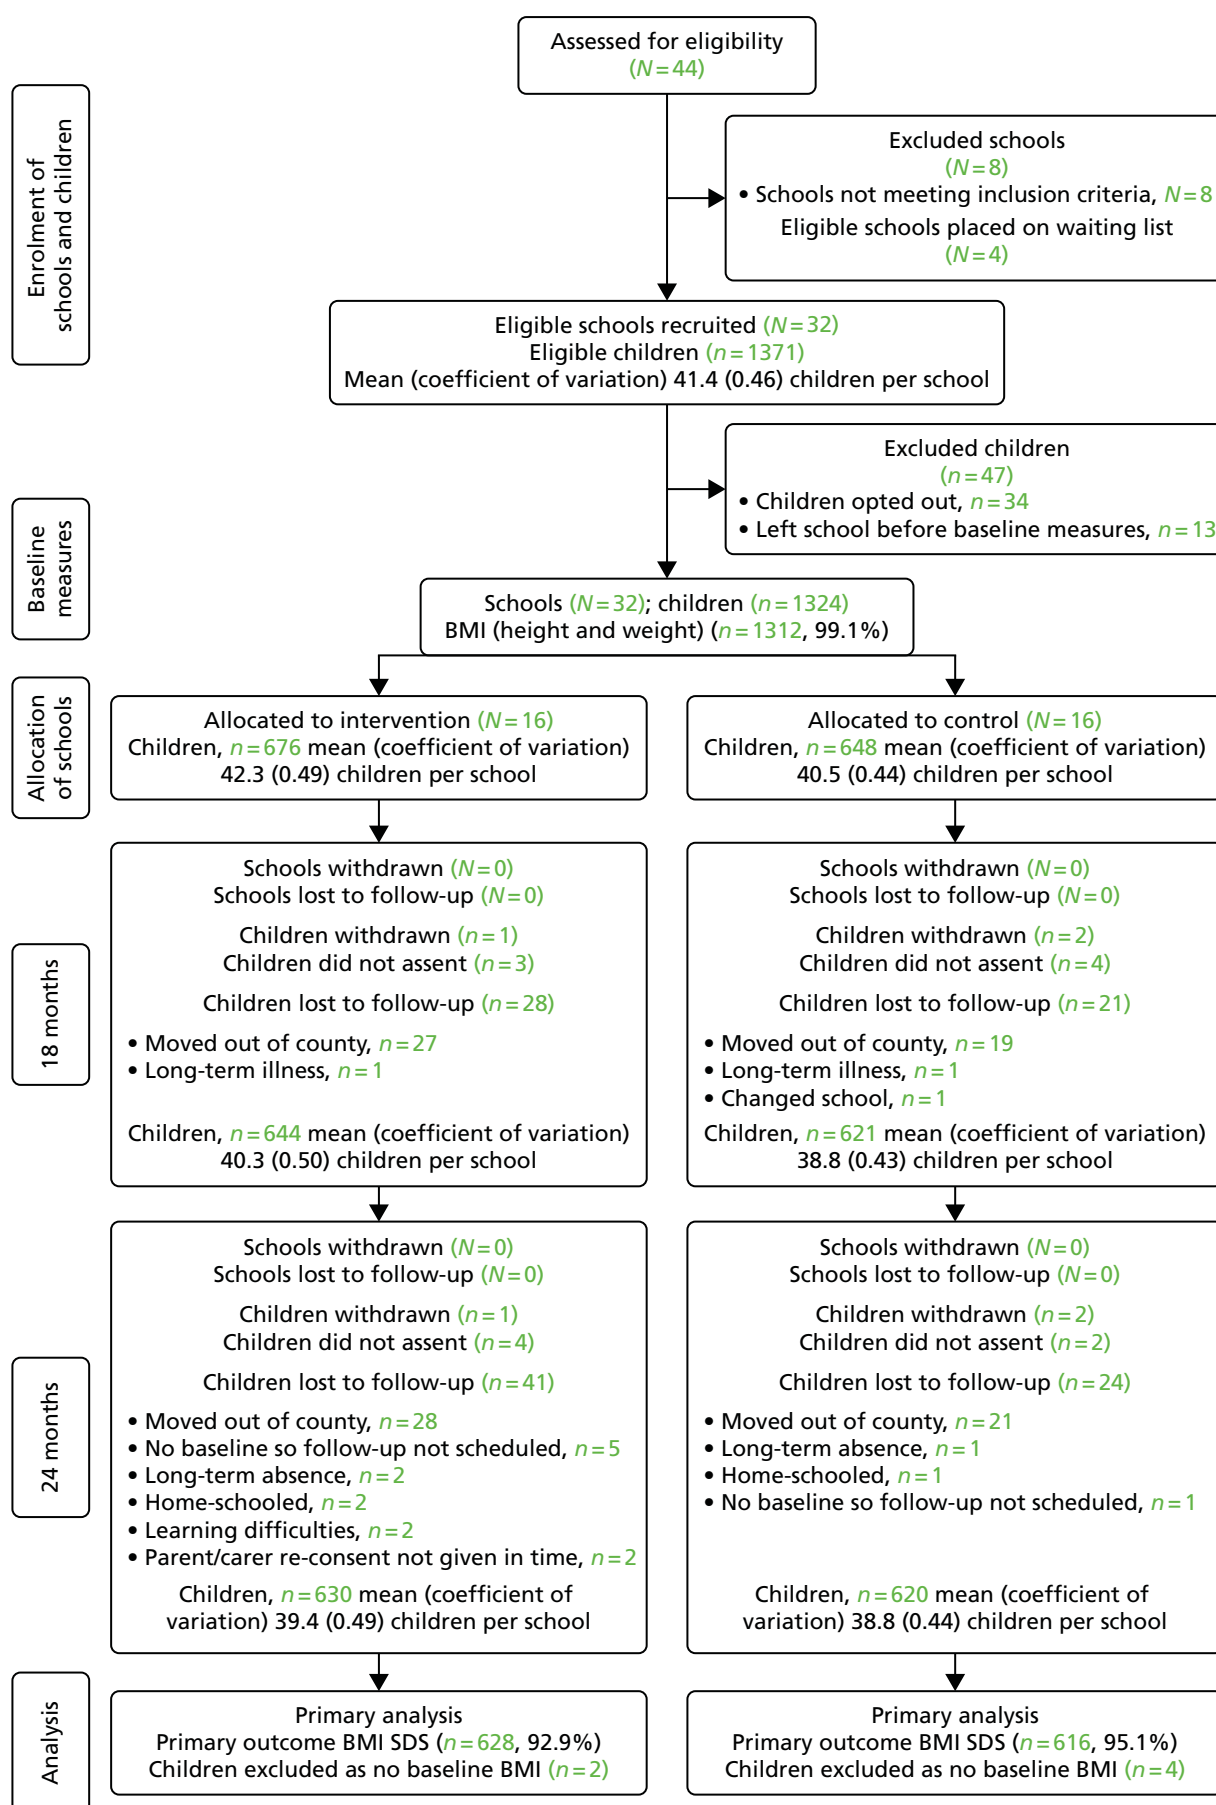 Assessed for eligibility
(N=44)
Enrolment of
schools and children
Excluded schools
(N=8)
• Schools not meeting inclusion criteria, N=8
Eligible schools placed on waiting list
(N=4)
Eligible schools recruited (N=32)
Eligible children (n=1371)
Mean (coefficient of variation) 41.4 (0.46) children per school
Excluded children
(n=47)
• Children opted out, n=34
• Left school before baseline measures, n=13
Baseline
measures
Schools (N=32); children (n=1324)
BMI (height and weight) (n=1312, 99.1%)
Allocation
of schools
Allocated to intervention (N=16)
Children, n=676 mean (coefficient of variation)
42.3 (0.49) children per school
Allocated to control (N=16)
Children, n=648 mean (coefficient of variation)
40.5 (0.44) children per school
18 months
Schools withdrawn (N=0)
Schools lost to follow-up (N=0)
Children withdrawn (n=1)
Children did not assent (n=3)
Children lost to follow-up (n=28)
• Moved out of county, n=27
• Long-term illness, n=1
Children, n=644 mean (coefficient of variation)
40.3 (0.50) children per school
Schools withdrawn (N=0)
Schools lost to follow-up (N=0)
Children withdrawn (n=2)
Children did not assent (n=4)
Children lost to follow-up (n=21)
• Moved out of county, n=19
• Long-term illness, n=1
• Changed school, n=1
Children, n=621 mean (coefficient of variation)
38.8 (0.43) children per school
24 months
Schools withdrawn (N=0)
Schools lost to follow-up (N=0)
Children withdrawn (n=1)
Children did not assent (n=4)
Children lost to follow-up (n=41)
• Moved out of county, n=28
• No baseline so follow-up not scheduled, n=5
• Long-term absence, n=2
• Home-schooled, n=2
• Learning difficulties, n=2
• Parent/carer re-consent not given in time, n=2
Children, n=630 mean (coefficient of
variation) 39.4 (0.49) children per school
Schools withdrawn (N=0)
Schools lost to follow-up (N=0)
Children withdrawn (n=2)
Children did not assent (n=2)
Children lost to follow-up (n=24)
• Moved out of county, n=21
• Long-term absence, n=1
• Home-schooled, n=1
• No baseline so follow-up not scheduled, n=1
Children, n=620 mean (coefficient of
variation) 38.8 (0.44) children per school
Analysis
Primary analysis
Primary outcome BMI SDS (n=628, 92.9%)
Children excluded as no baseline BMI (n=2)
Primary analysis
Primary outcome BMI SDS (n=616, 95.1%)
Children excluded as no baseline BMI (n=4)